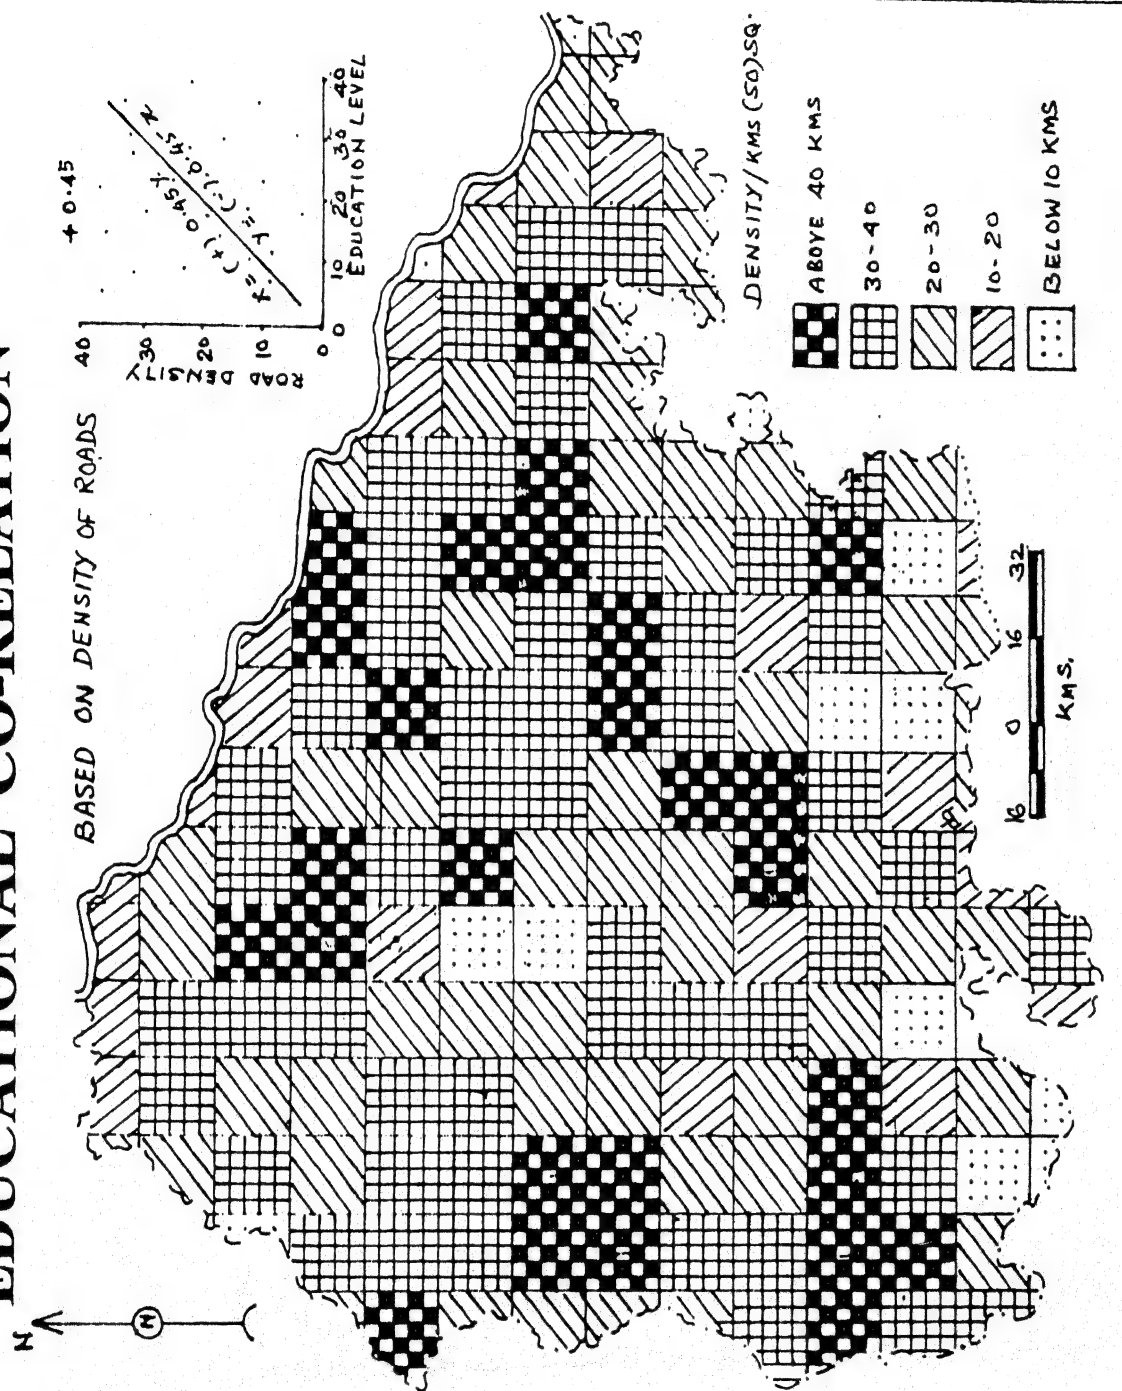 EDUCATIONAL CO-RELATION
BASED ON DENSITY OF ROADS
+0.45
ROAD DENSITY
40
30
20
10
0
0 10 20 30 40
EDUCATION LEVEL
N
DENSITY/KMS (SO) SQ.
ABOVE 40 KMS
30-40
20-30
10-20
BELOW 10 KMS
16 0 16 32
KMS.